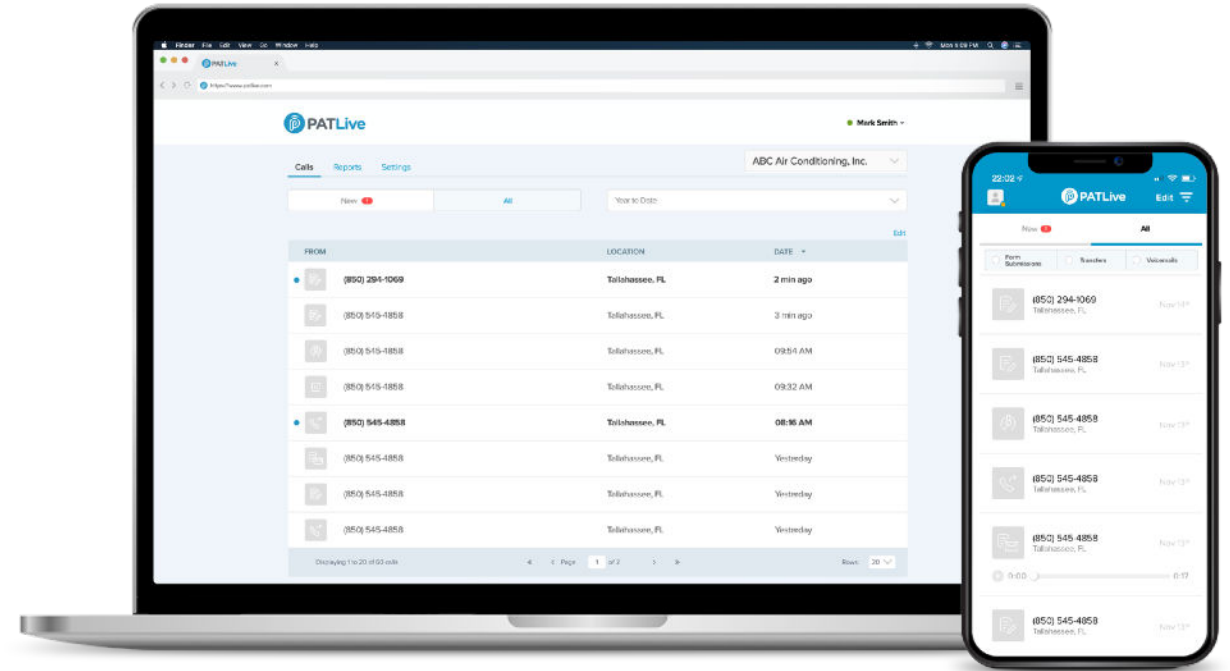 Finder File Edit View Go Window Help
PATLive ×
PATLive
Mark Smith
Calls Reports Settings
ABC Air Conditioning, Inc.
New All Year to Date
Edit
FROM LOCATION DATE
(850) 294-1069 Tallahassee, FL 2 min ago
(850) 545-4858 Tallahassee, FL 3 min ago
(850) 545-4858 Tallahassee, FL 09:54 AM
(850) 545-4858 Tallahassee, FL 09:32 AM
(850) 545-4858 Tallahassee, FL 08:16 AM
(850) 545-4858 Tallahassee, FL Yesterday
(850) 545-4858 Tallahassee, FL Yesterday
(850) 545-4858 Tallahassee, FL Yesterday
Page 1 of 2 Rows 20
22:02
PATLive Edit
New All
Form
Submissions Transfers Voicemails
(850) 294-1069
Tallahassee, FL
(850) 545-4858
Tallahassee, FL
(850) 545-4858
Tallahassee, FL
(850) 545-4858
Tallahassee, FL
(850) 545-4858
Tallahassee, FL
0:00 0:17
(850) 545-4858
Tallahassee, FL